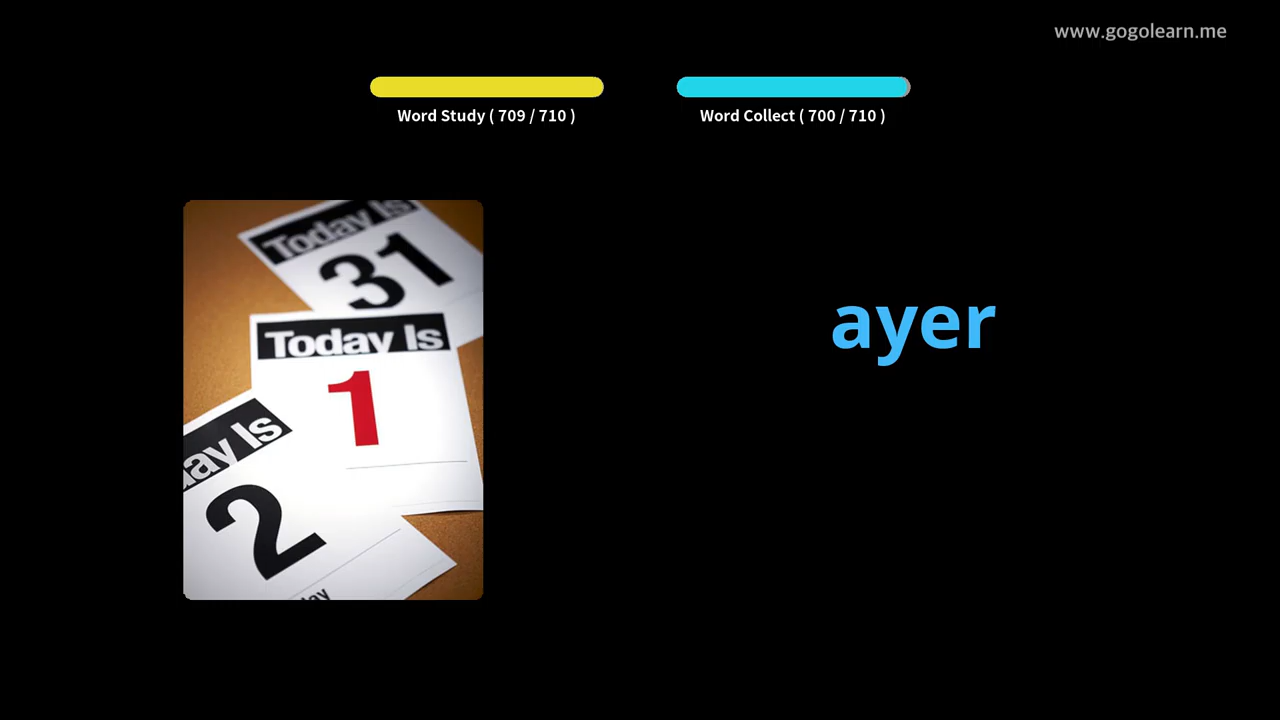 www.gogolearn.me
Word Study ( 709 / 710 )
Word Collect ( 700 / 710 )
Today Is
31
Today Is
1
ay Is
2
ayer